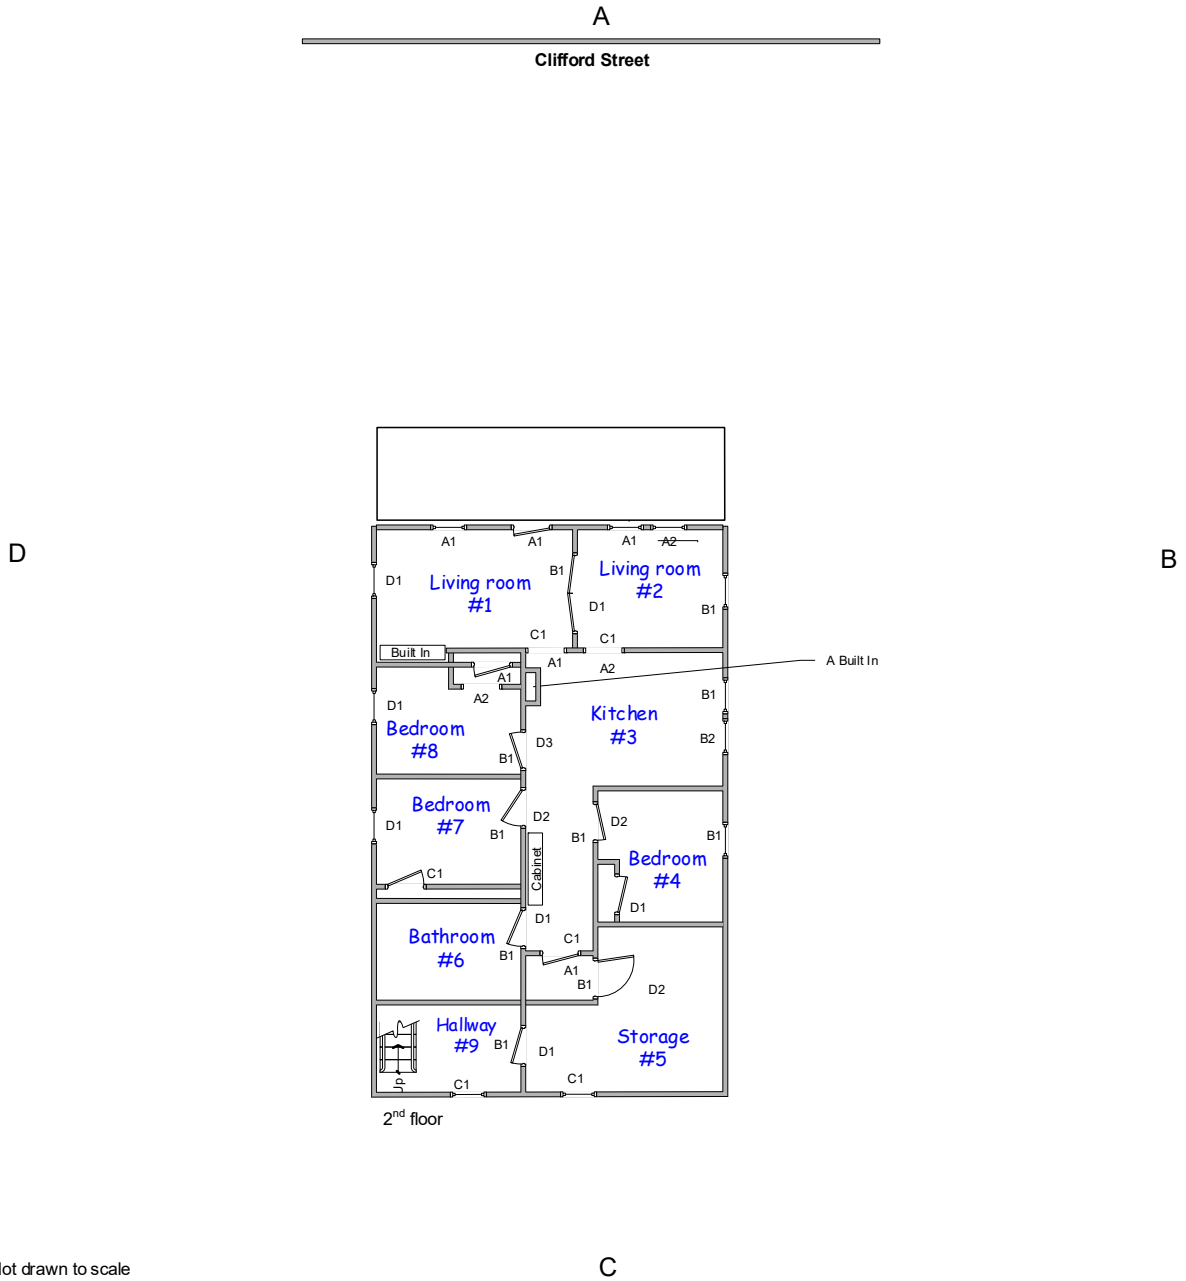 A
Clifford Street
D
B
A1
A1
A1
A2
D1
Living room
#1
B1
Living room
#2
D1
B1
C1
C1
Built In
A1
A2
A Built In
A1
A2
D1
Bedroom
#8
B1
D3
Kitchen
#3
B1
B2
Bedroom
#7
D1
B1
D2
C1
Cabinet
B1
D2
B1
Bedroom
#4
D1
Bathroom
#6
B1
D1
C1
A1
B1
D2
Hallway
#9
B1
D1
Storage
#5
Up
C1
C1
2nd floor
C
drawn to scale